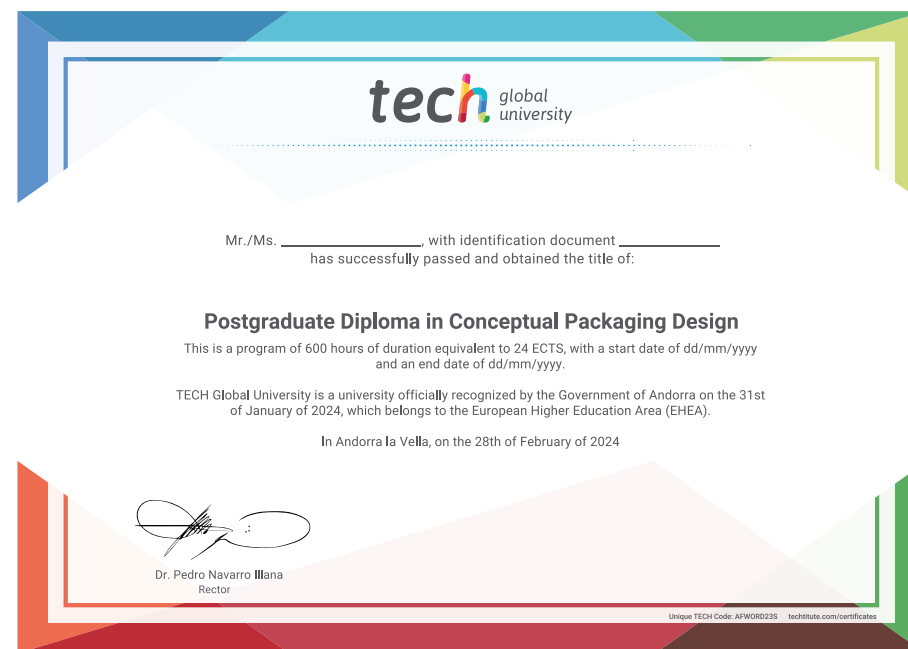 tech global
university
Mr./Ms. ____________________, with identification document ______________
has successfully passed and obtained the title of:
Postgraduate Diploma in Conceptual Packaging Design
This is a program of 600 hours of duration equivalent to 24 ECTS, with a start date of dd/mm/yyyy
and an end date of dd/mm/yyyy.
TECH Global University is a university officially recognized by the Government of Andorra on the 31st
of January of 2024, which belongs to the European Higher Education Area (EHEA).
In Andorra la Vella, on the 28th of February of 2024
Dr. Pedro Navarro Illana
Rector
Unique TECH Code: AFWORD23S techtitute.com/certificates